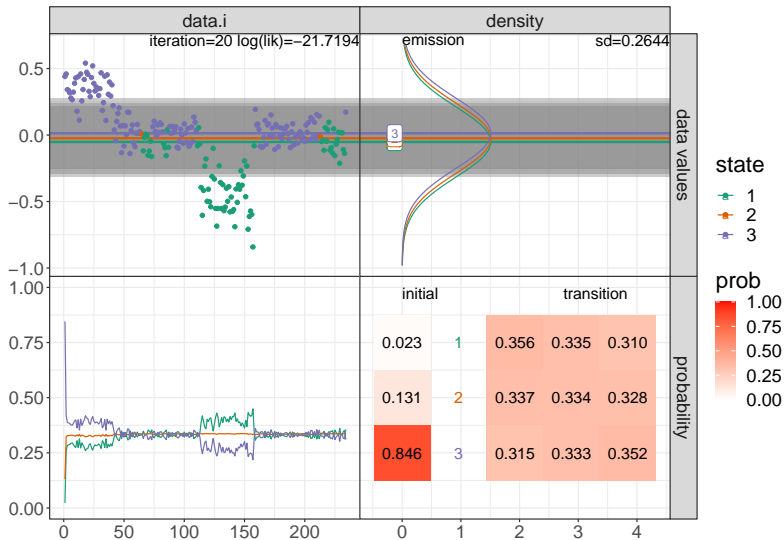 data.i density
iteration=20 log(lik)=−21.7194 emission sd=0.2644
0.5
0.0
−0.5
−1.0
3
data values
state
1
2
3
prob
1.00
0.75
0.50
0.25
0.00
1.00
0.75
0.50
0.25
0.00
initial transition
0.023 1 0.356 0.335 0.310
0.131 2 0.337 0.334 0.328
0.846 3 0.315 0.333 0.352
probability
0 50 100 150 200 0 1 2 3 4